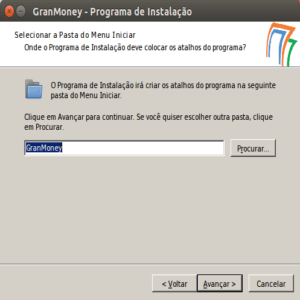 GranMoney - Programa de Instalação
Selecionar a Pasta do Menu Iniciar
Onde o Programa de Instalação deve colocar os atalhos do programa?
O Programa de Instalação irá criar os atalhos do programa na seguinte
pasta do Menu Iniciar.
Clique em Avançar para continuar. Se você quiser escolher outra pasta, clique
em Procurar.
GranMoney
Procurar...
< Voltar
Avançar >
Cancelar